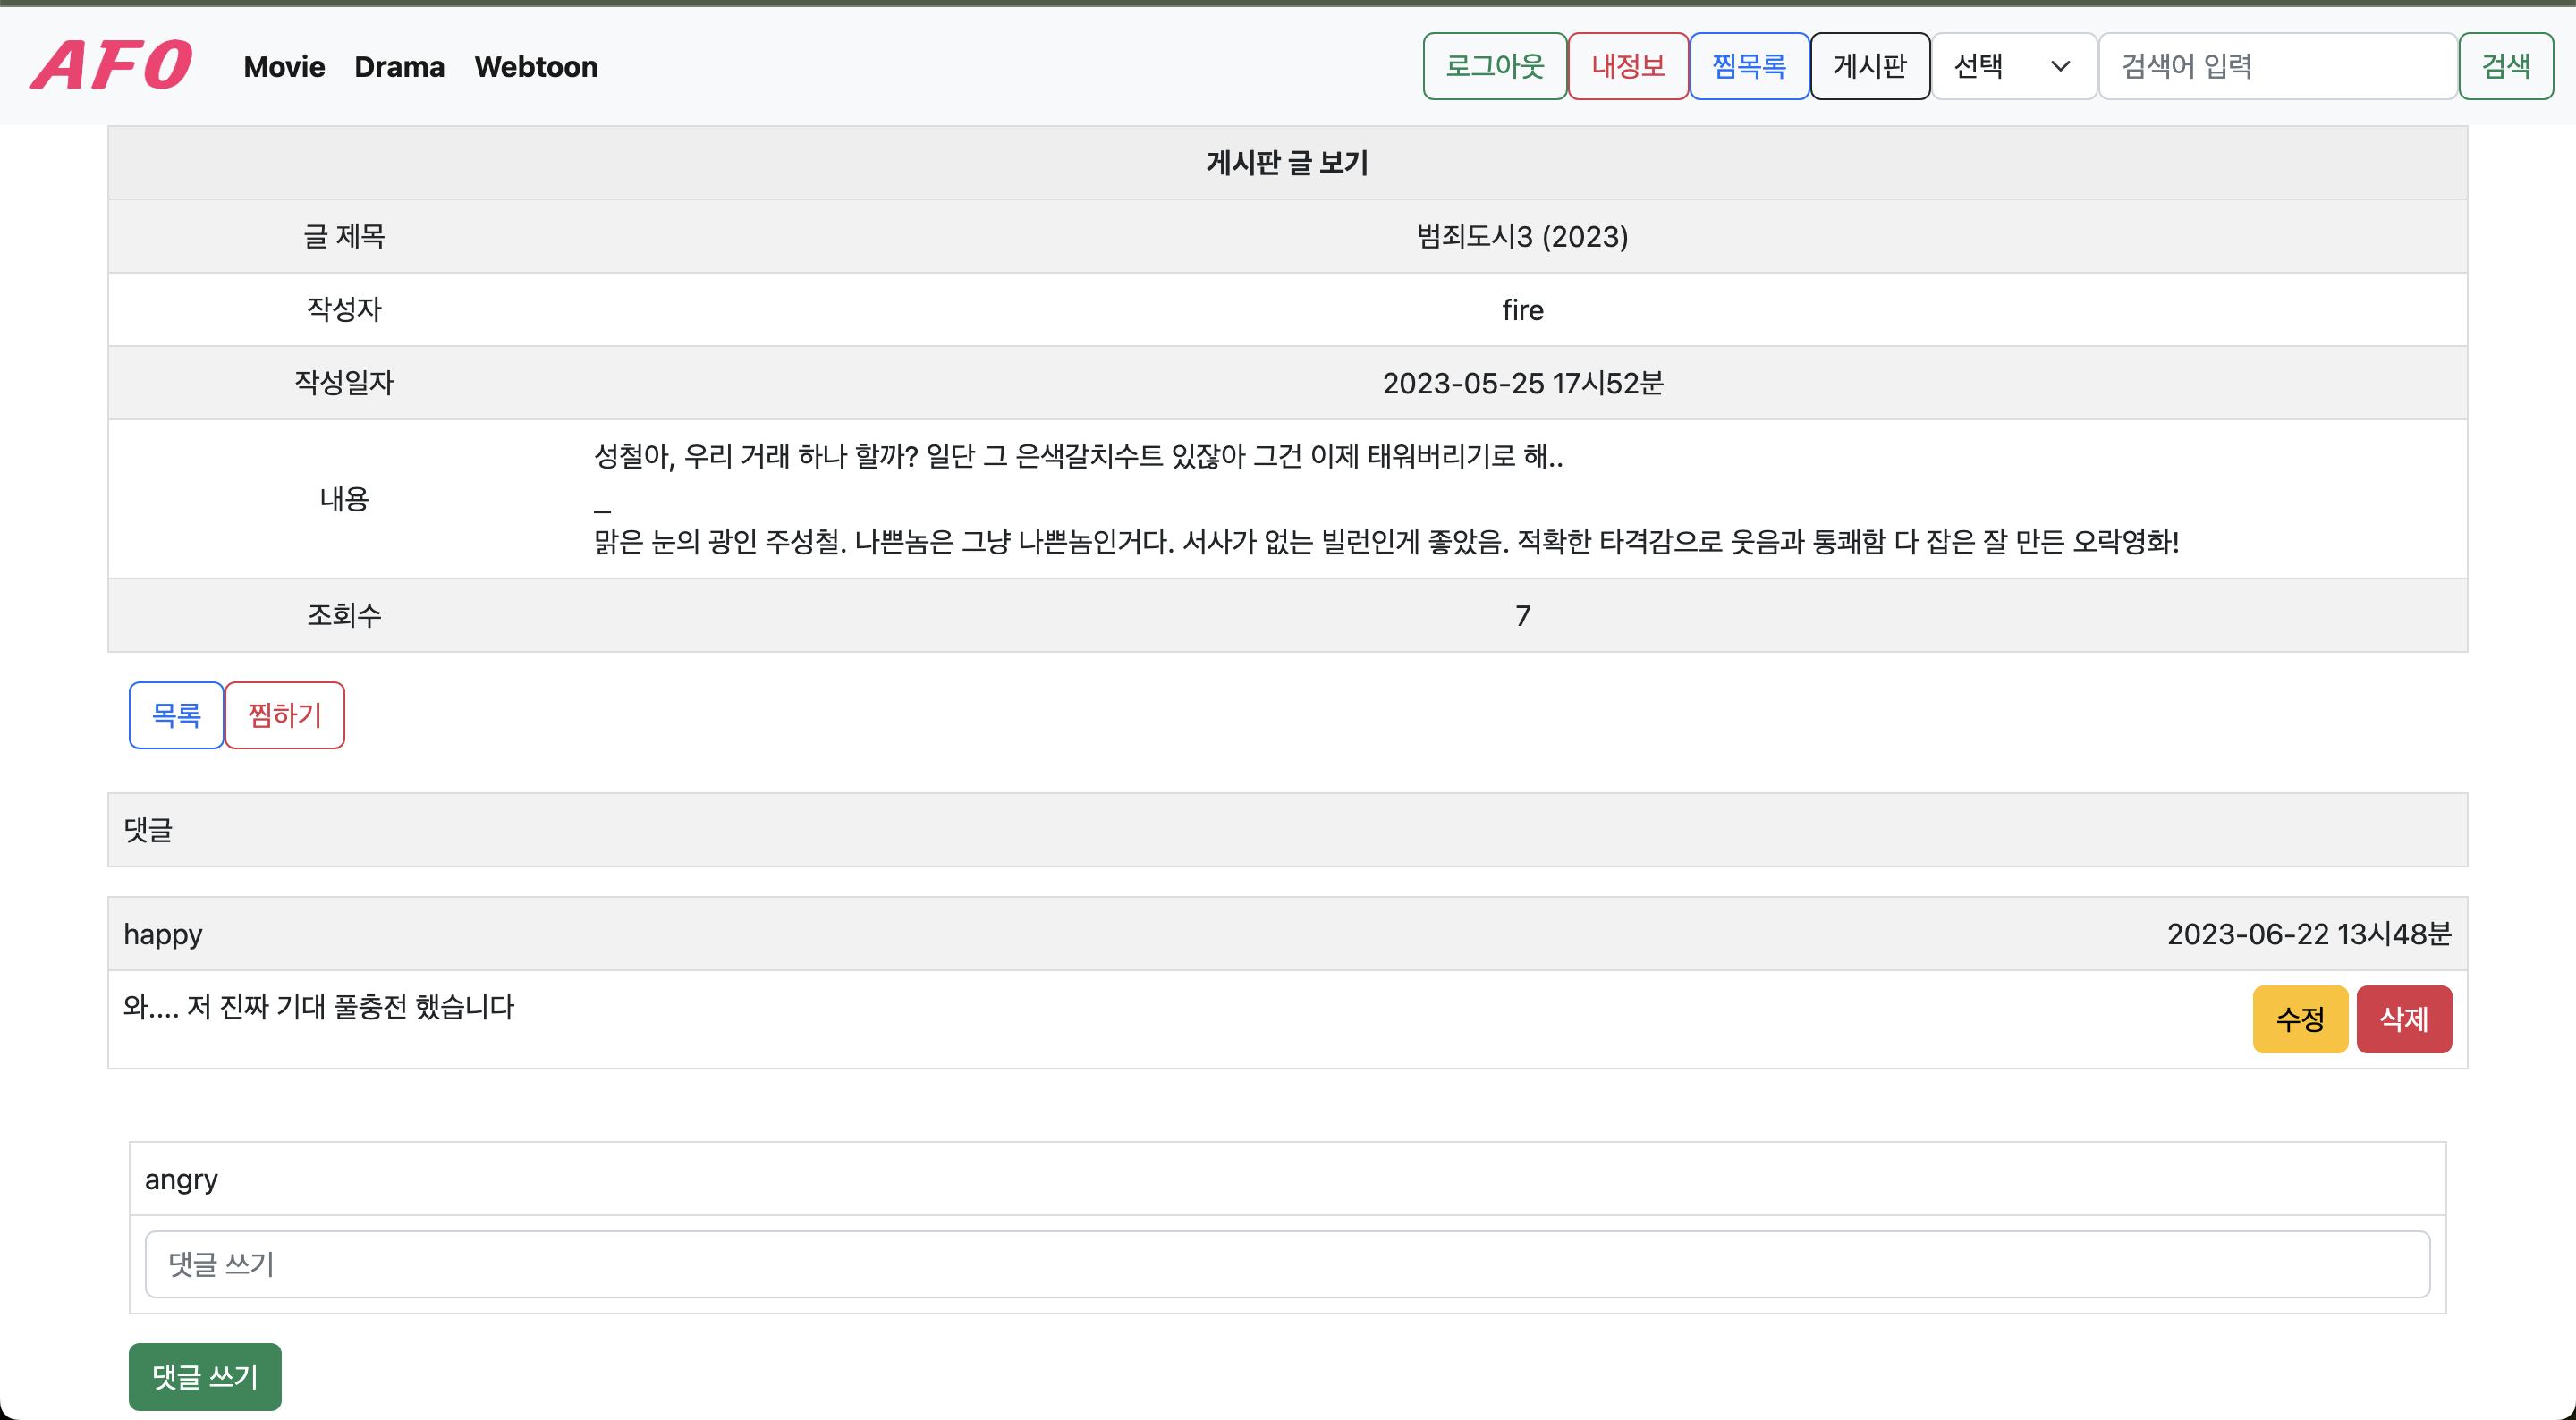 AFO Movie Drama Webtoon 로그아웃 내정보 찜목록 게시판 선택 검색어 입력 검색
게시판 글 보기
글 제목 범죄도시3 (2023)
작성자 fire
작성일자 2023-05-25 17시52분
내용
성철아, 우리 거래 하나 할까? 일단 그 은색갈치수트 있잖아 그건 이제 태워버리기로 해..
_
맑은 눈의 광인 주성철. 나쁜놈은 그냥 나쁜놈인거다. 서사가 없는 빌런인게 좋았음. 적확한 타격감으로 웃음과 통쾌함 다 잡은 잘 만든 오락영화!
조회수 7
목록 찜하기
댓글
happy 2023-06-22 13시48분
와.... 저 진짜 기대 풀충전 했습니다 수정 삭제
angry
댓글 쓰기
댓글 쓰기